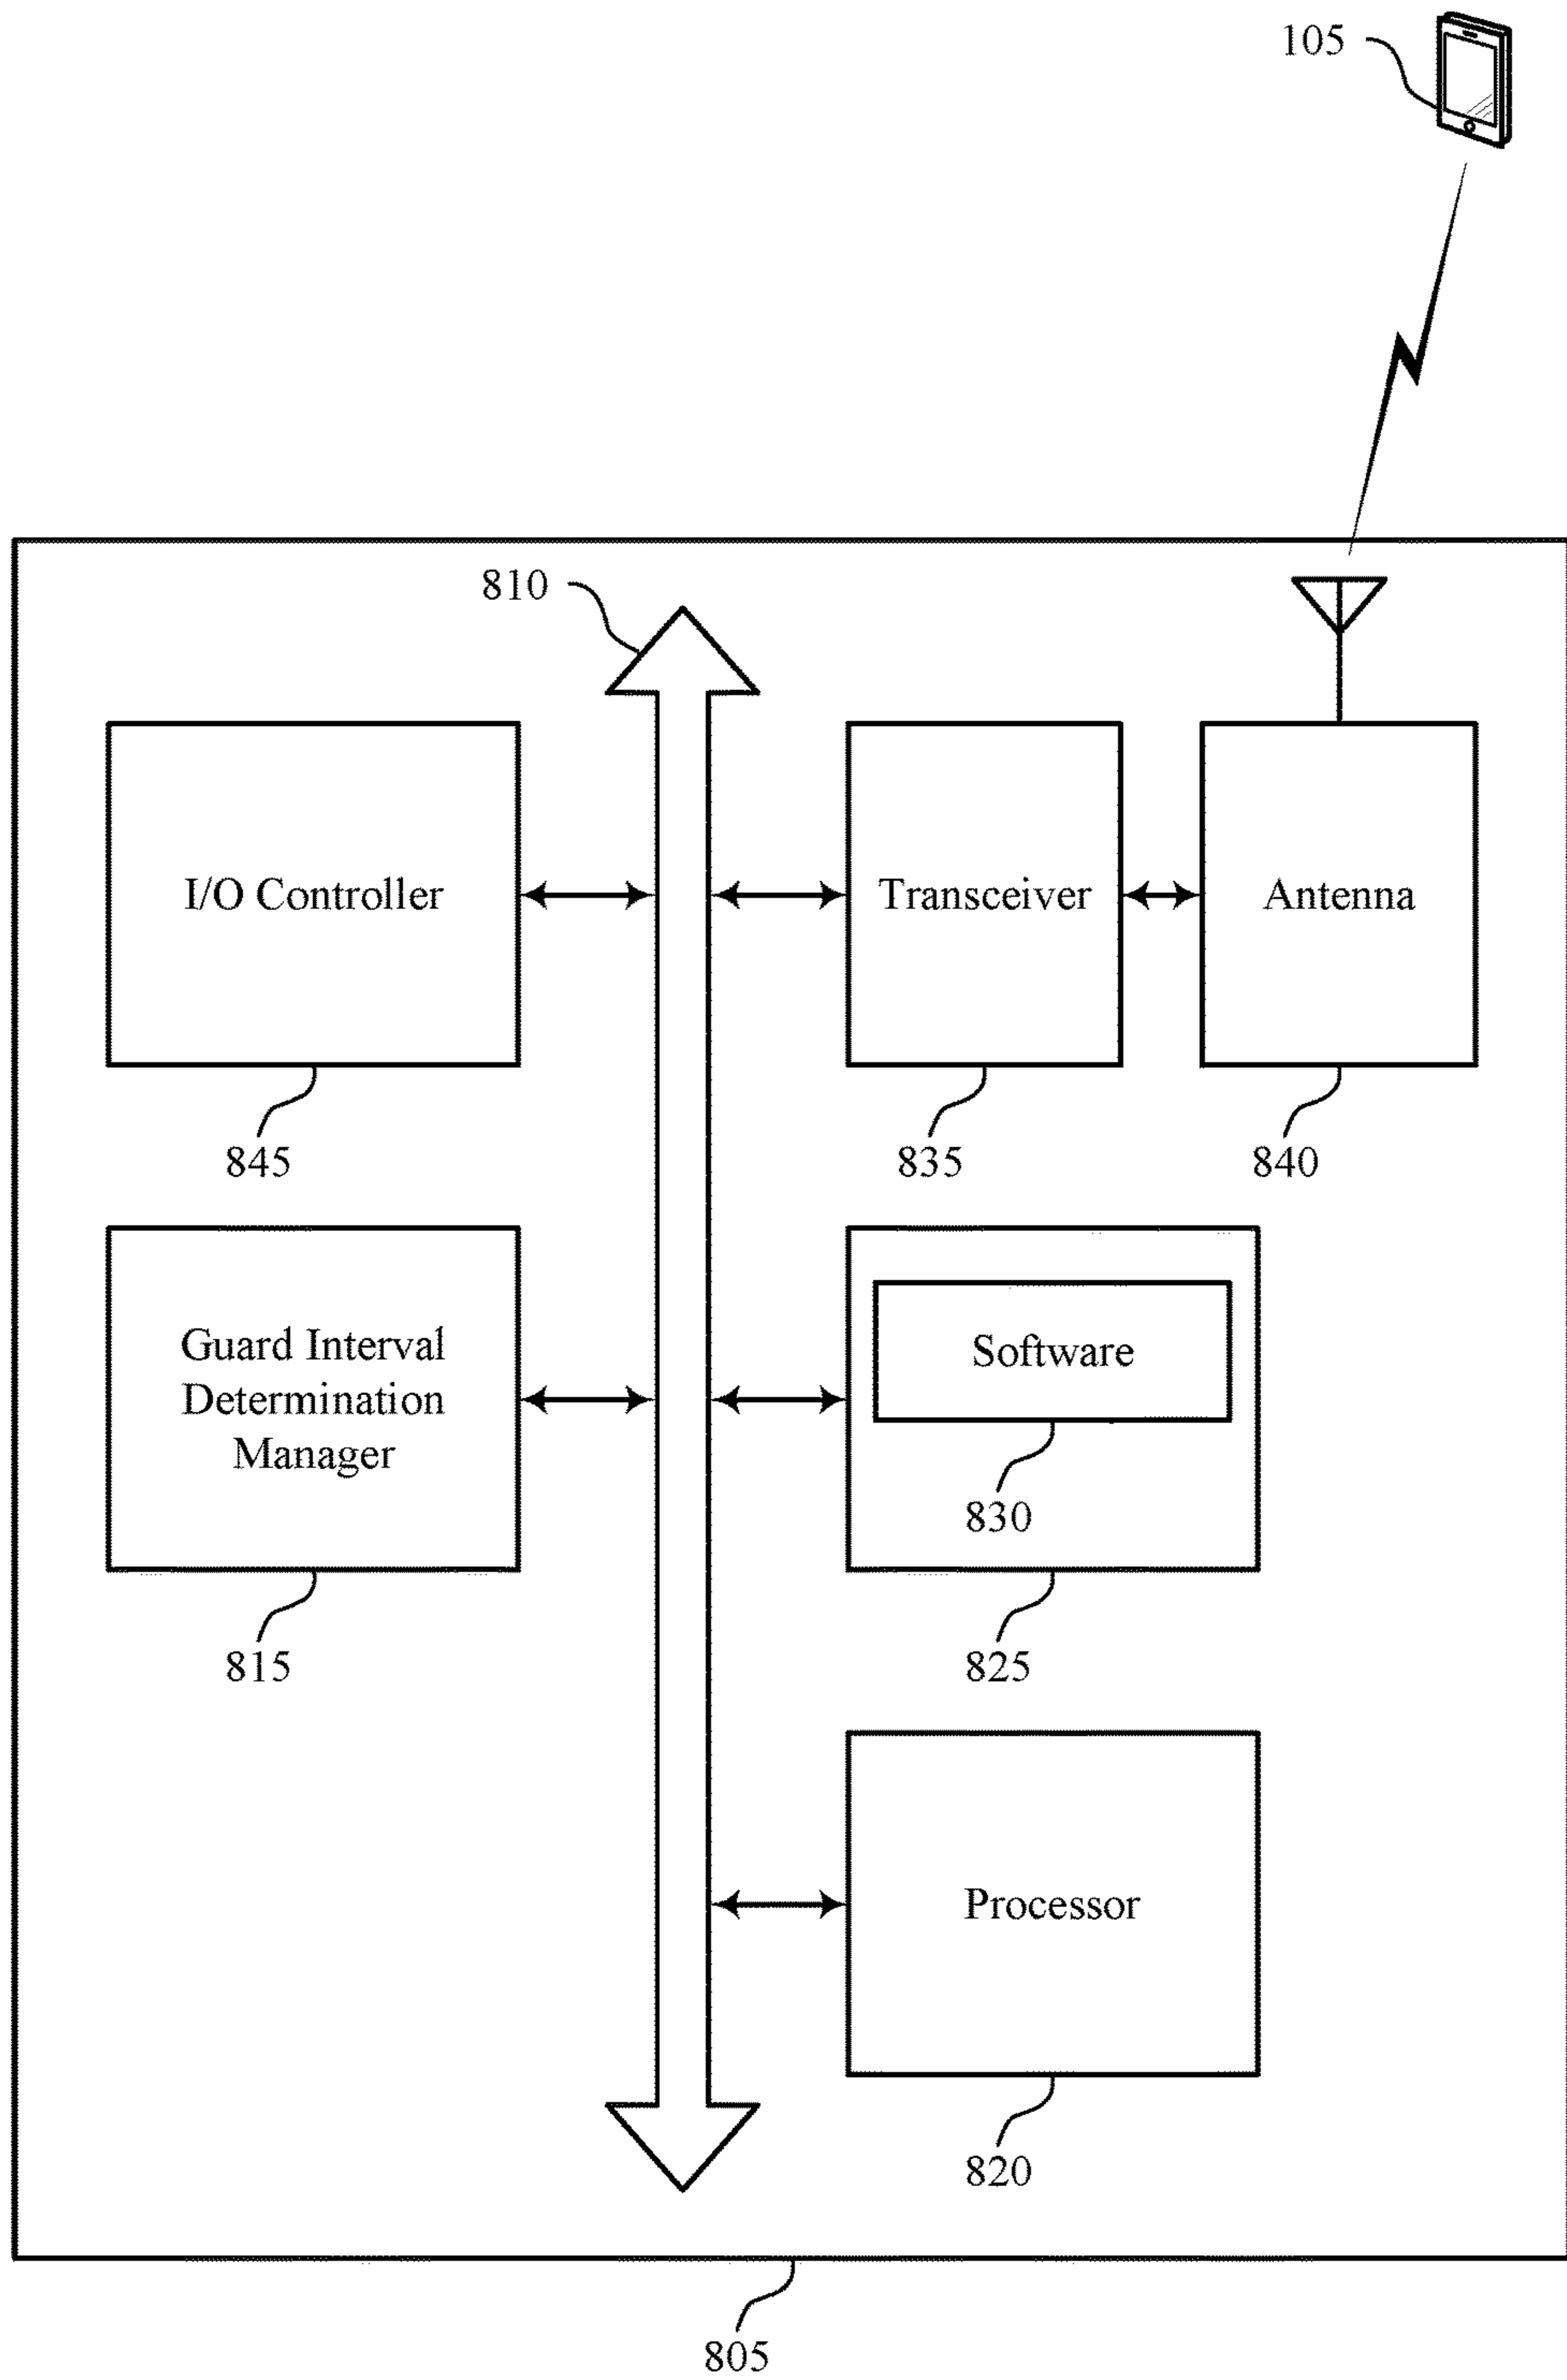 105
810
I/O Controller
Transceiver
Antenna
845
835
840
Guard Interval
Determination
Manager
Software
830
815
825
Processor
820
805